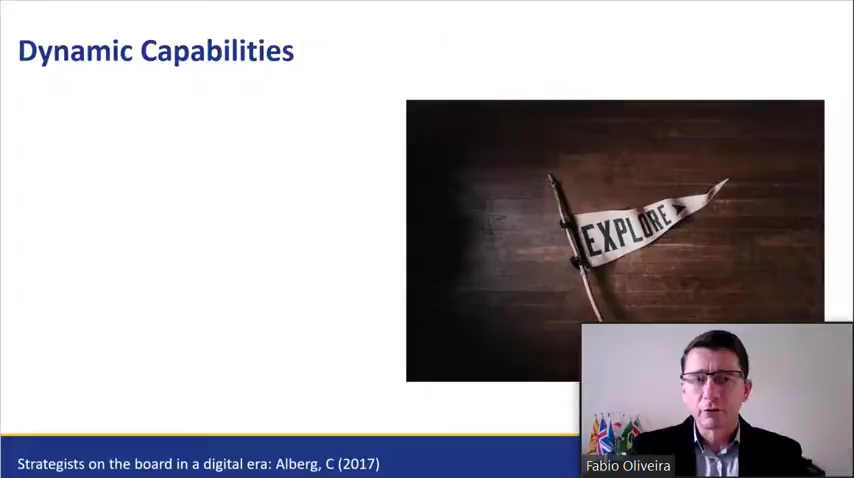 Dynamic Capabilities
EXPLORE
Fabio Oliveira
Strategists on the board in a digital era: Alberg, C (2017)